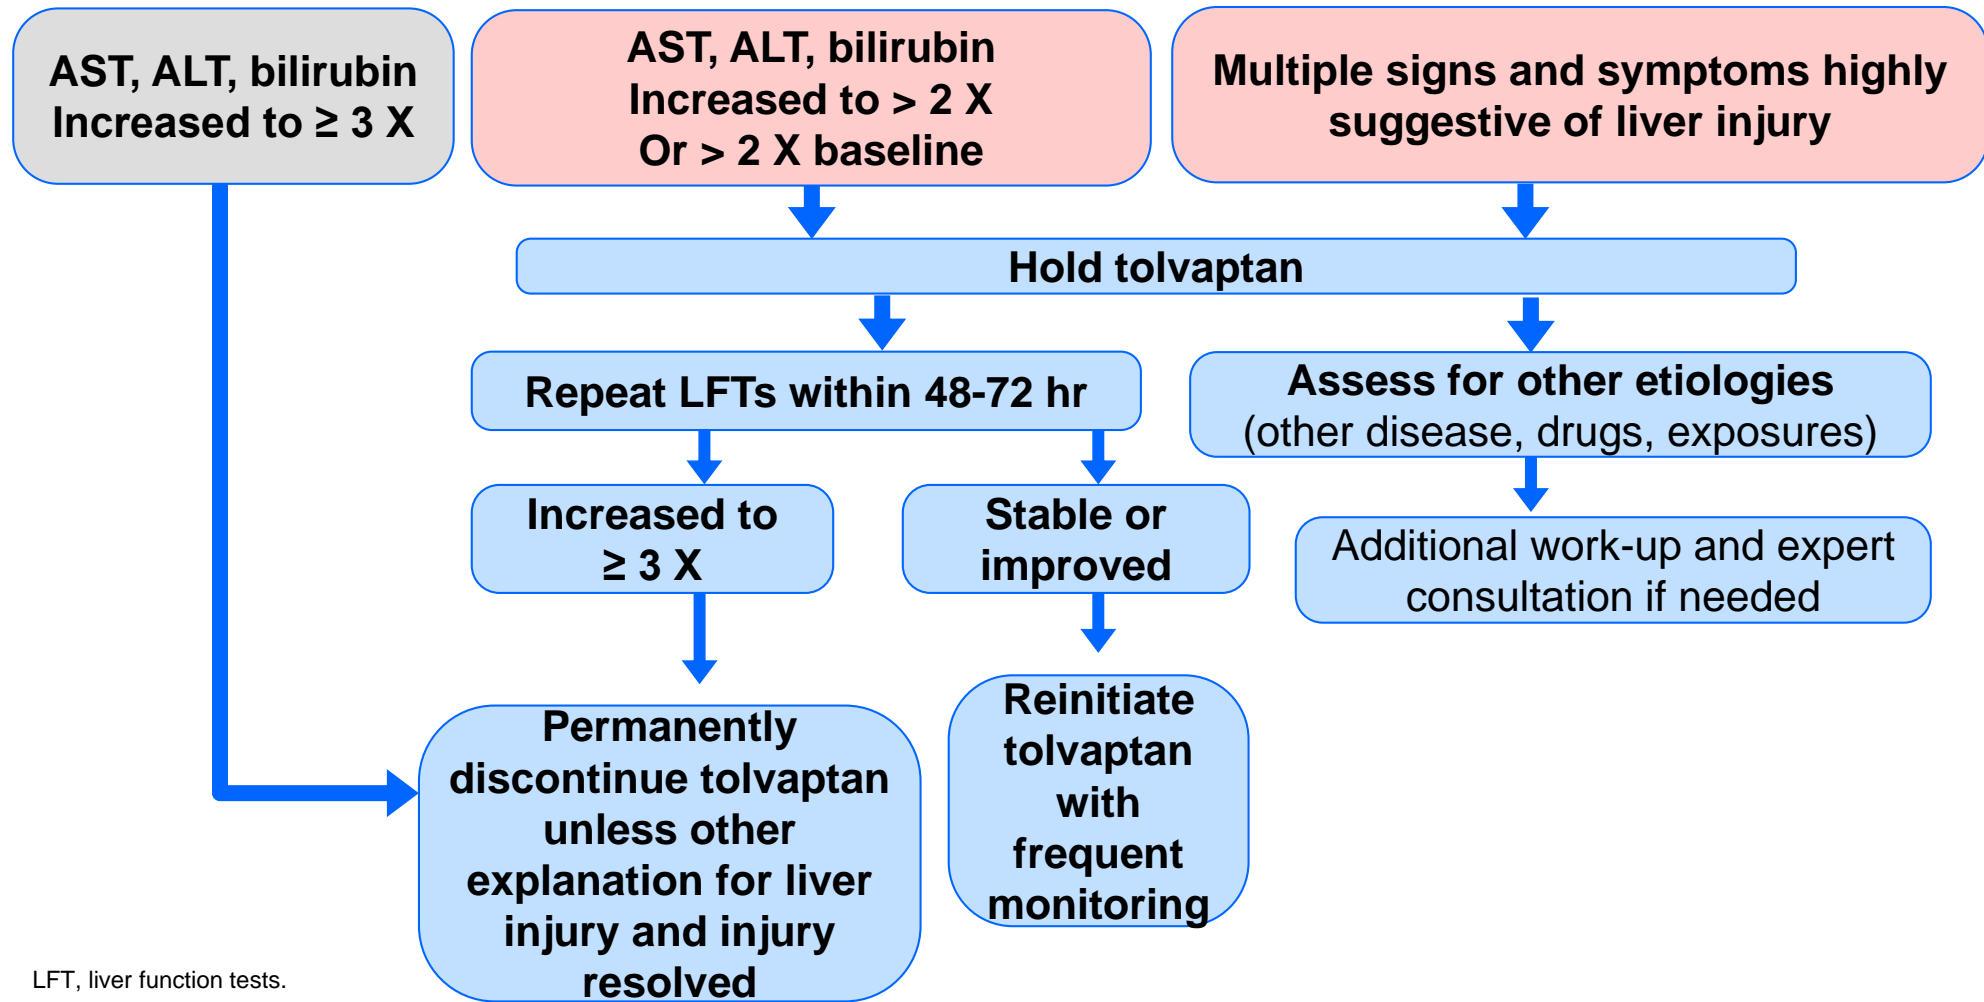 AST, ALT, bilirubin
Increased to ≥ 3 X
AST, ALT, bilirubin
Increased to > 2 X
Or > 2 X baseline
Multiple signs and symptoms highly
suggestive of liver injury
Hold tolvaptan
Repeat LFTs within 48-72 hr
Assess for other etiologies
(other disease, drugs, exposures)
Increased to
≥ 3 X
Stable or
improved
Additional work-up and expert
consultation if needed
Permanently
discontinue tolvaptan
unless other
explanation for liver
injury and injury
resolved
Reinitiate
tolvaptan
with
frequent
monitoring
LFT, liver function tests.